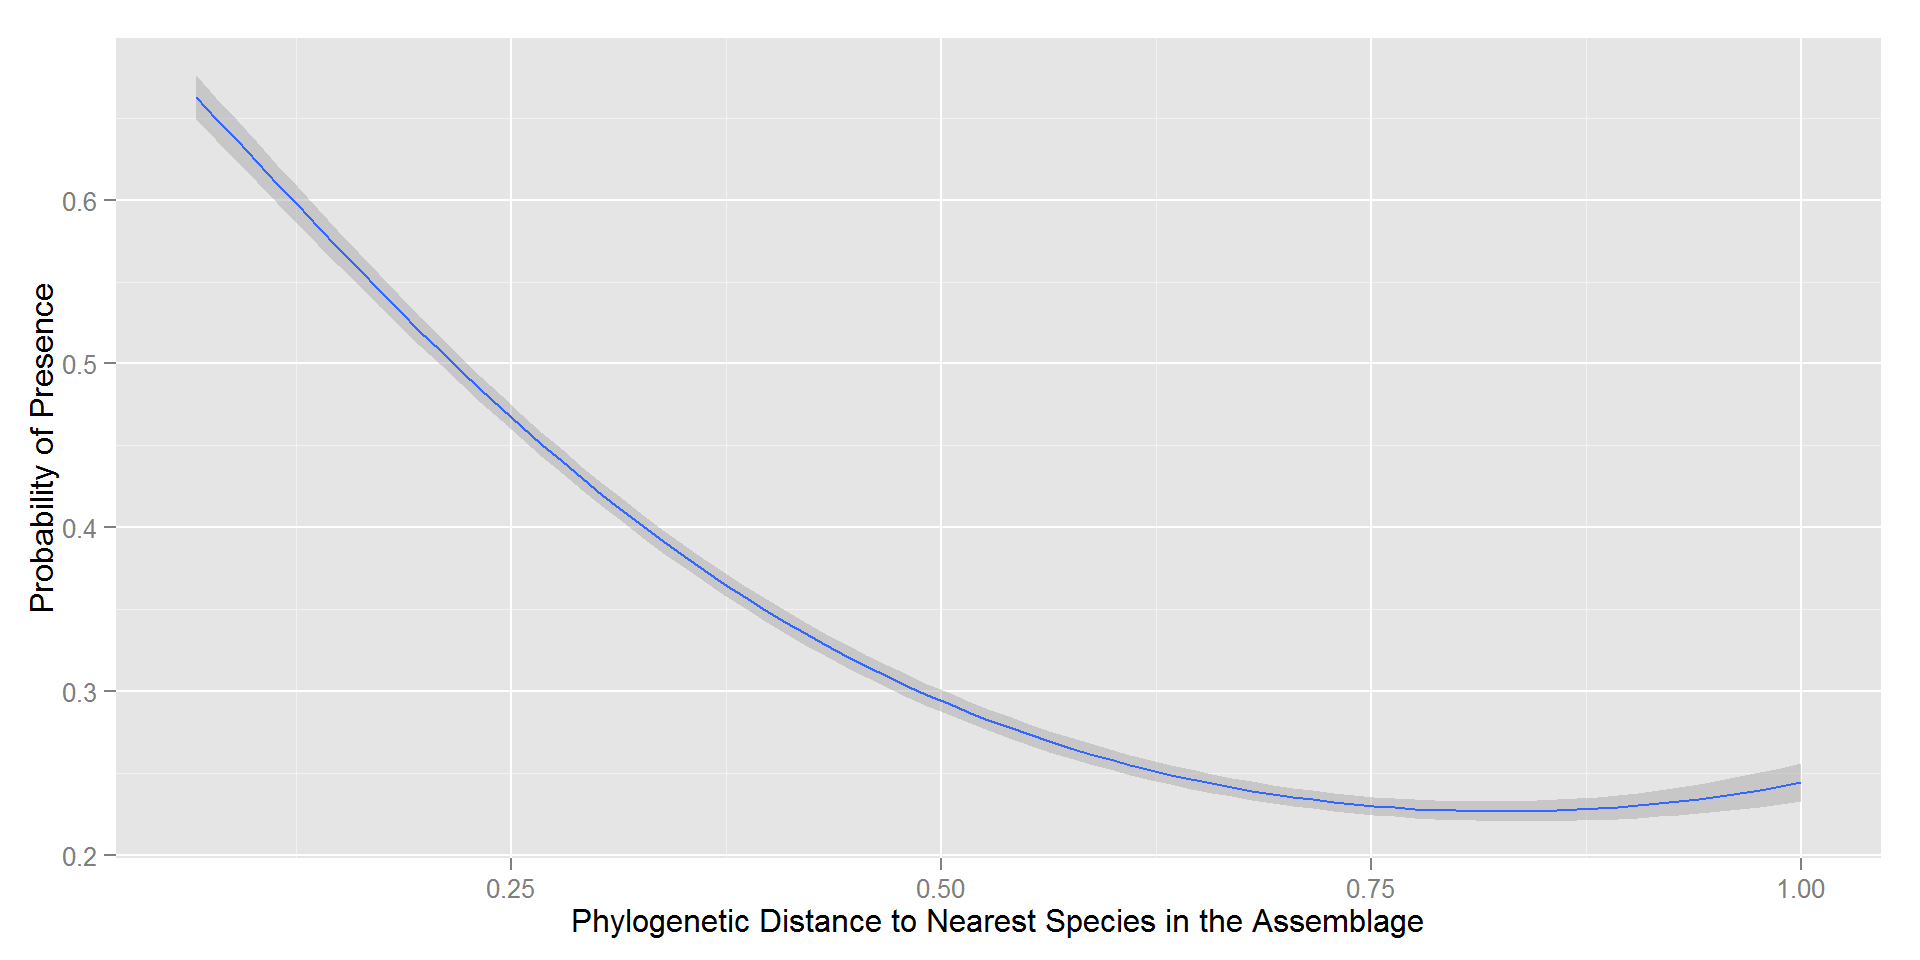 Probability of Presence
0.6
0.5
0.4
0.3
0.2
0.25 0.50 0.75 1.00
Phylogenetic Distance to Nearest Species in the Assemblage